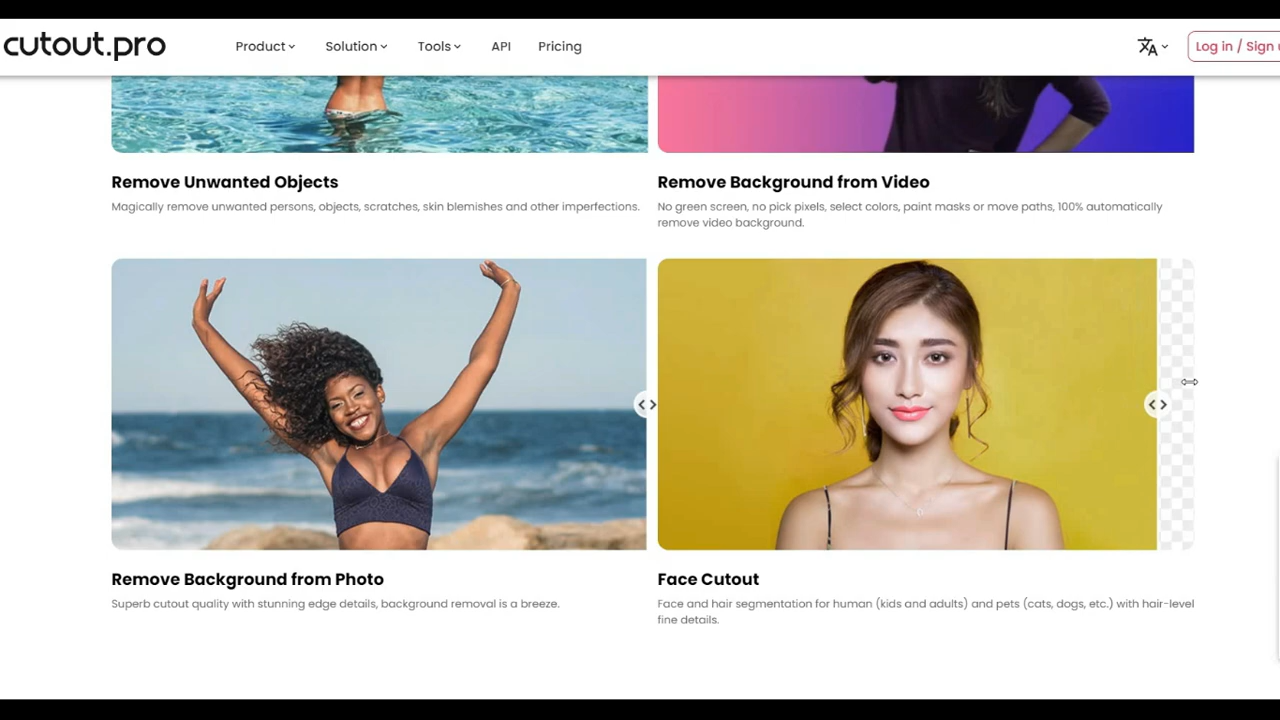 cutout.pro
Product
Solution
Tools
API
Pricing
Log in / Sign
Remove Unwanted Objects
Magically remove unwanted persons, objects, scratches, skin blemishes and other imperfections.
Remove Background from Video
No green screen, no pick pixels, select colors, paint masks or move paths, 100% automatically
remove video background.
Remove Background from Photo
Superb cutout quality with stunning edge details, background removal is a breeze.
Face Cutout
Face and hair segmentation for human (kids and adults) and pets (cats, dogs, etc.) with hair-level
fine details.